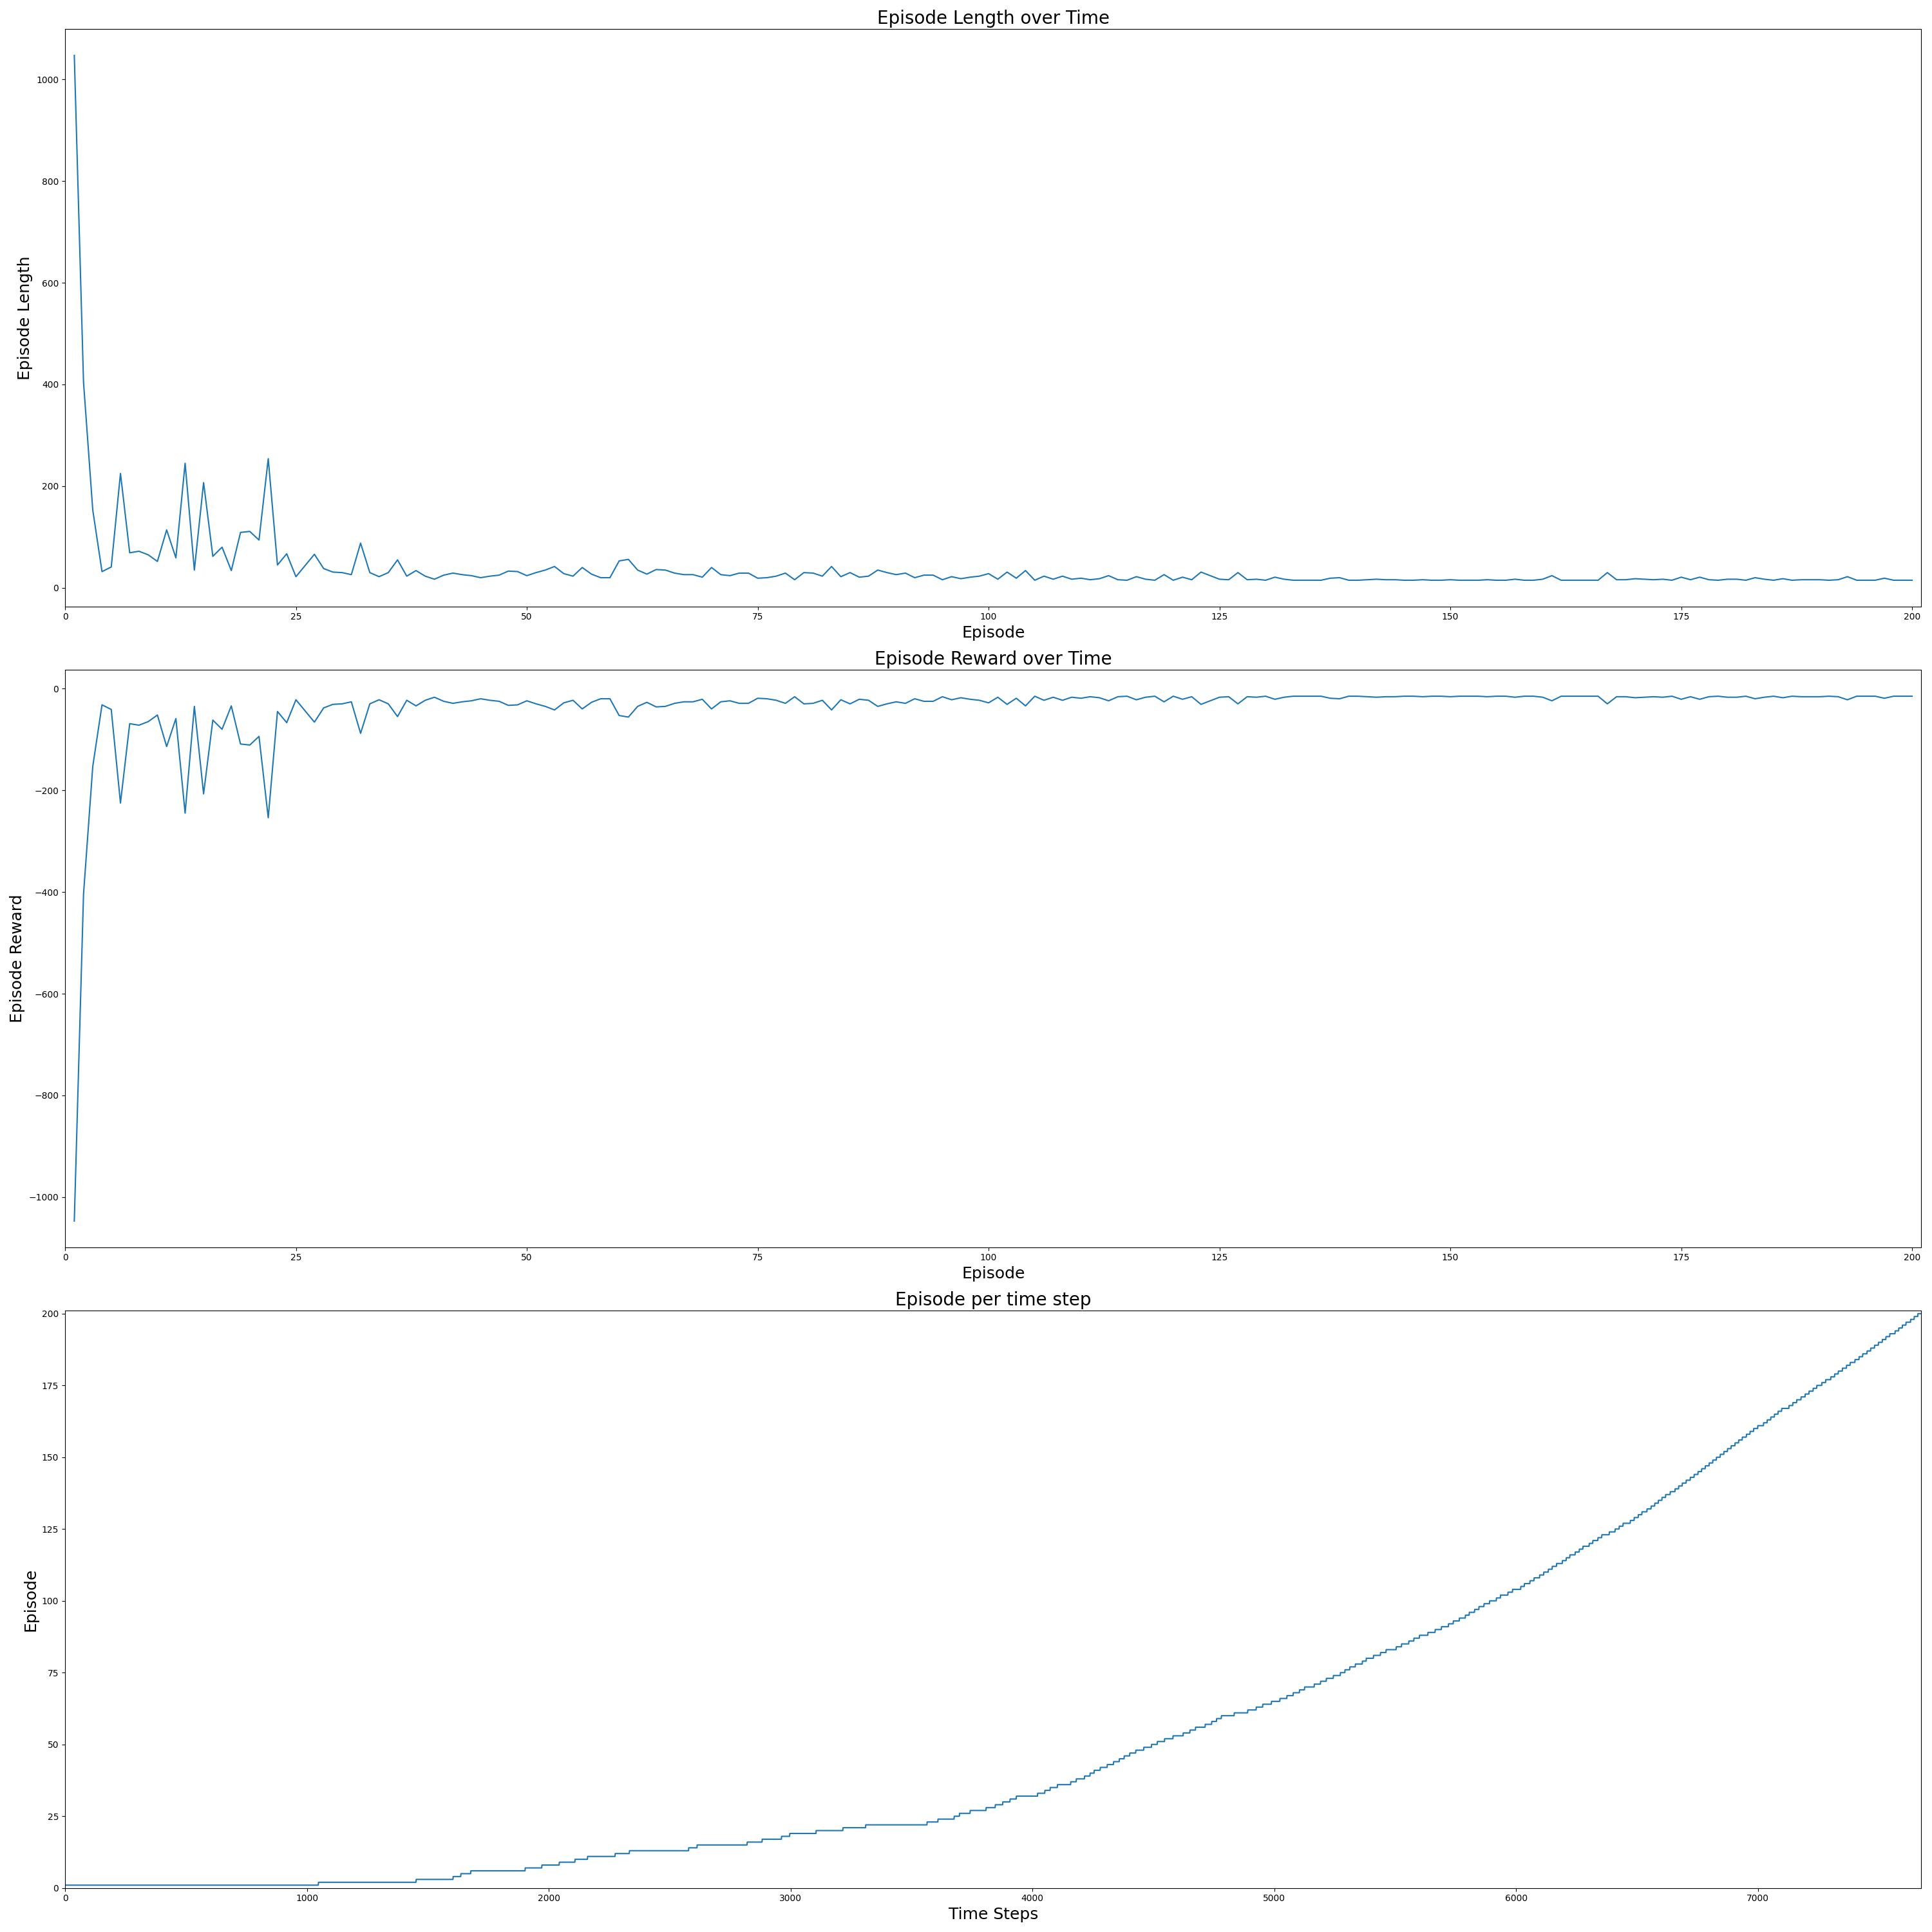 Episode Length over Time
1000
800
600
400
200
0
Episode Length
0 25 50 75 100 125 150 175 200
Episode
Episode Reward over Time
0
−200
−400
−600
−800
−1000
Episode Reward
0 25 50 75 100 125 150 175 200
Episode
Episode per time step
200
175
150
125
100
75
50
25
0
Episode
0 1000 2000 3000 4000 5000 6000 7000
Time Steps